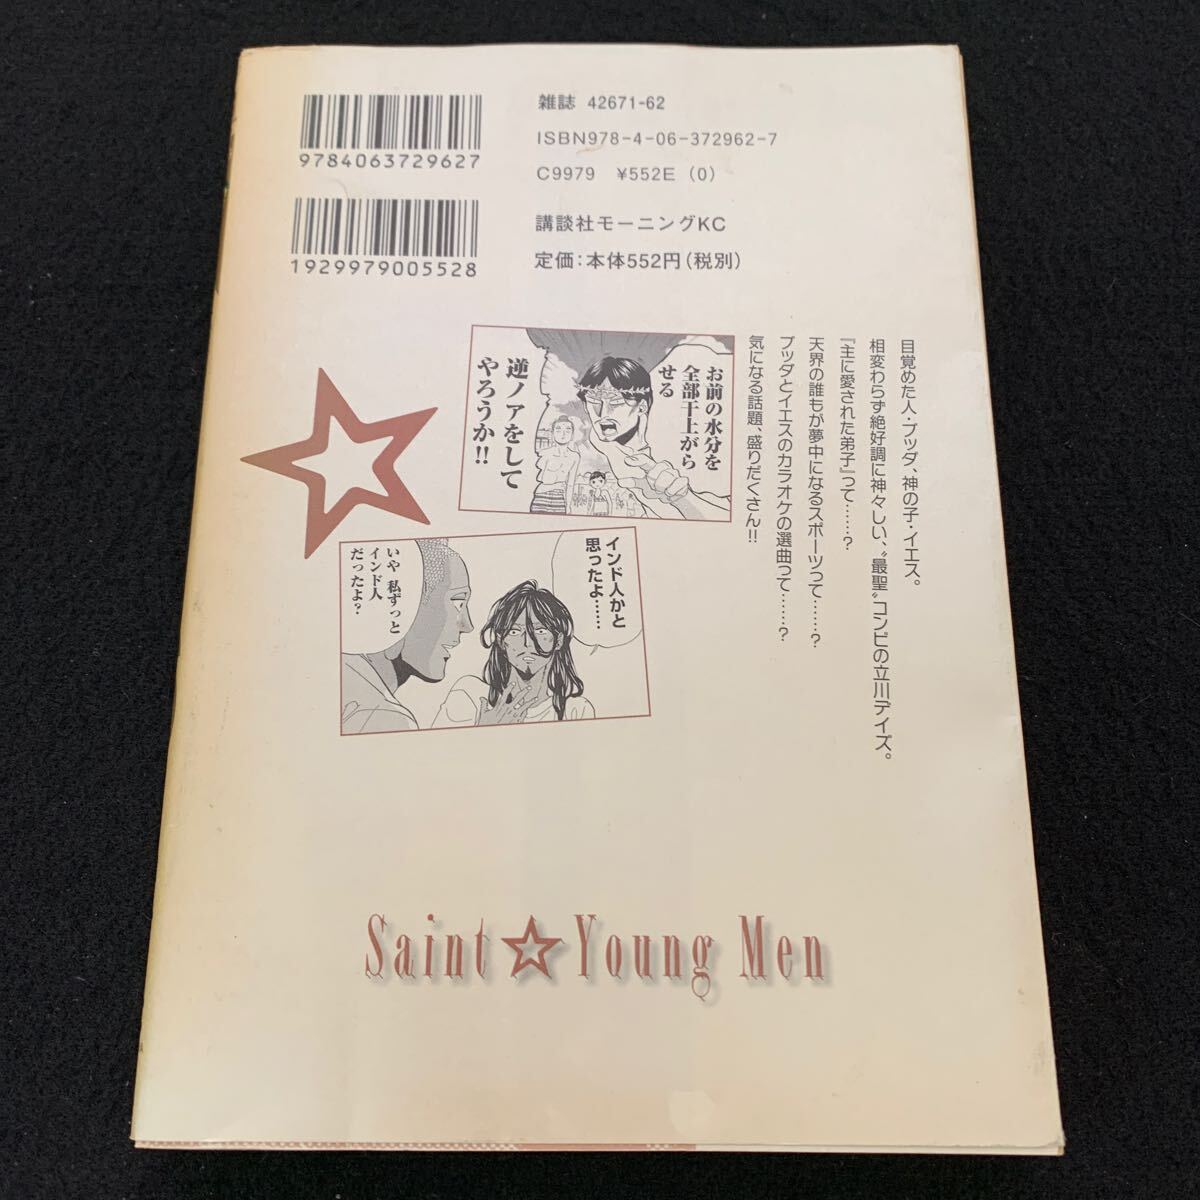 雑誌 42671-62
ISBN978-4-06-372962-7
C9979 ¥552E (0)
講談社モーニングKC
定価：本体552円(税別)
9784063729627
1929979005528
目覚めた人・ブッダ、神の子・イエス。
相変わらず絶好調に神々しい、〝最聖〟コンビの立川デイズ。
『主に愛された弟子』って……？
天界の誰もが夢中になるスポーツって……？
ブッダとイエスのカラオケの選曲って……？
気になる話題、盛りだくさん!!
お前の水分を
全部干上がら
せる
逆ノアをして
やろうか!!
インド人かと
思ったよ……
いや 私ずっと
インド人
だったよ？
Saint☆Young Men